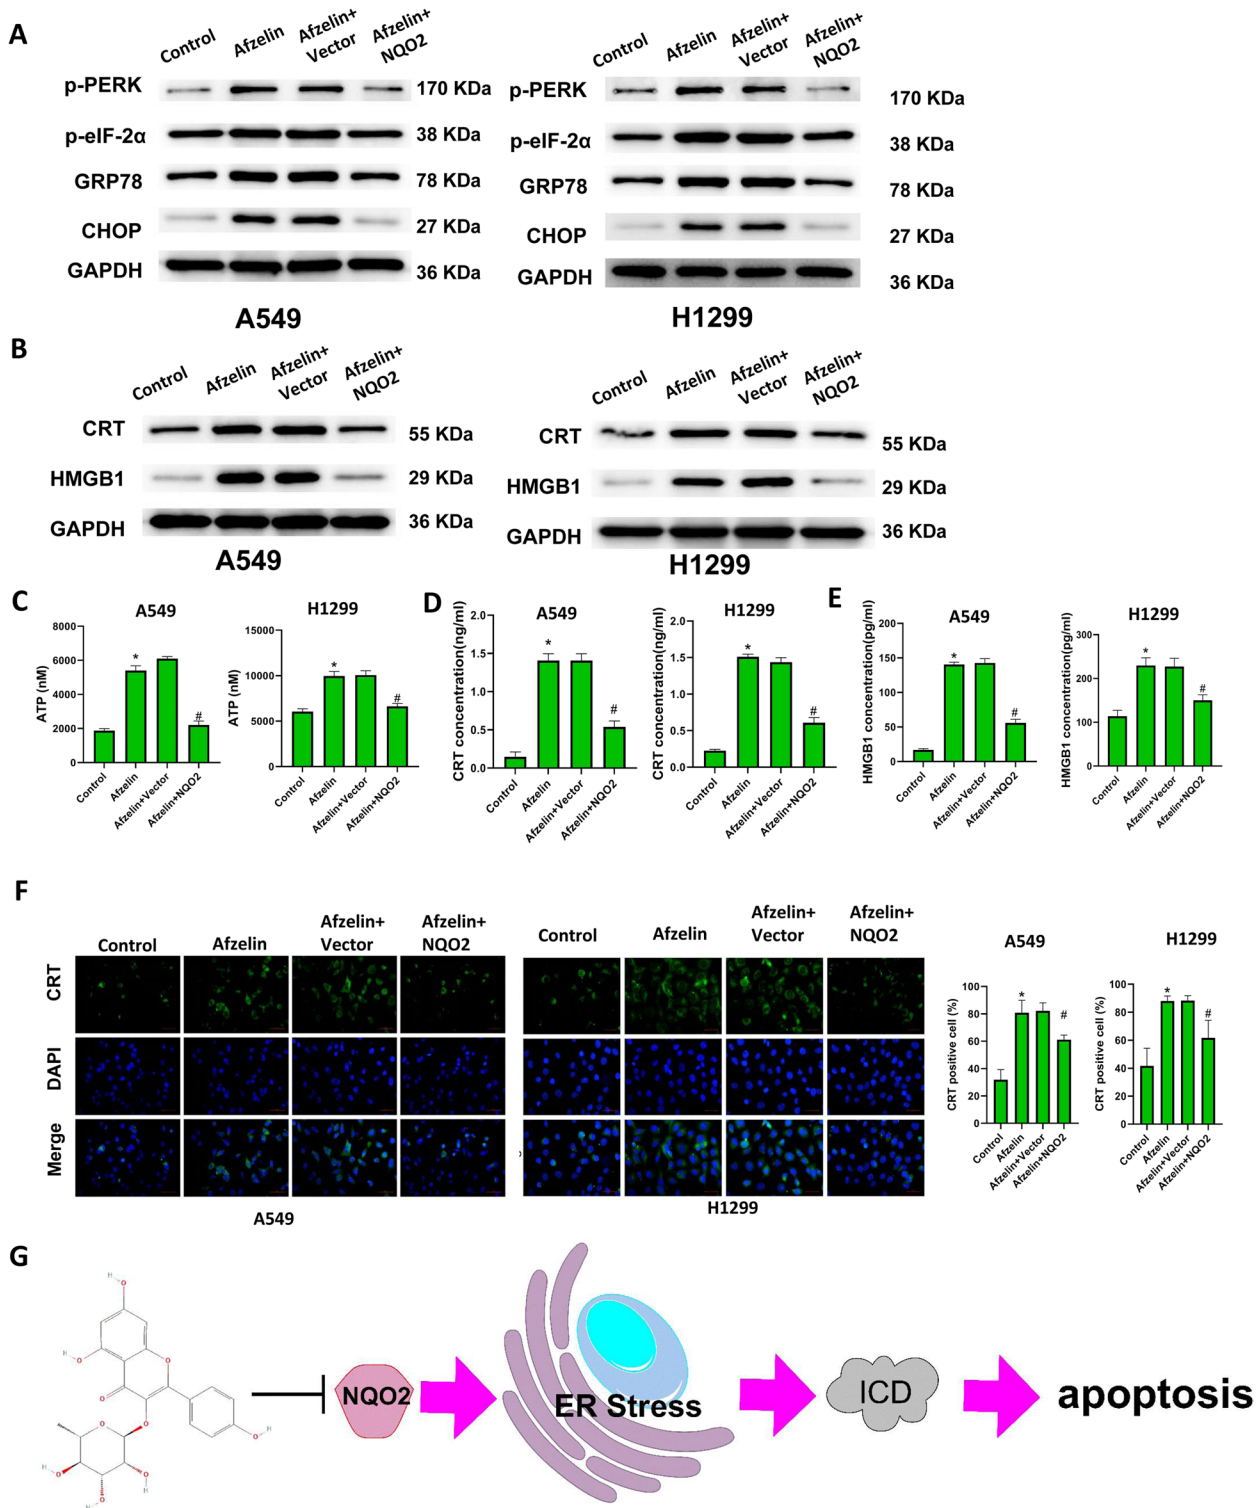 A
Control
Afzelin
Afzelin+
Vector
Afzelin+
NQO2
p-PERK
170 KDa
p-eIF-2α
38 KDa
GRP78
78 KDa
CHOP
27 KDa
GAPDH
36 KDa
A549
Control
Afzelin
Afzelin+
Vector
Afzelin+
NQO2
p-PERK
170 KDa
p-eIF-2α
38 KDa
GRP78
78 KDa
CHOP
27 KDa
GAPDH
36 KDa
H1299
B
Control
Afzelin
Afzelin+
Vector
Afzelin+
NQO2
CRT
55 KDa
HMGB1
29 KDa
GAPDH
36 KDa
A549
Control
Afzelin
Afzelin+
Vector
Afzelin+
NQO2
CRT
55 KDa
HMGB1
29 KDa
GAPDH
36 KDa
H1299
C
A549
ATP (nM)
8000
6000
4000
2000
0
*
#
Control
Afzelin
Afzelin+Vector
Afzelin+NQO2
H1299
ATP (nM)
15000
10000
5000
0
*
#
Control
Afzelin
Afzelin+Vector
Afzelin+NQO2
D
A549
CRT concentration(ng/ml)
2.0
1.5
1.0
0.5
0.0
*
#
Control
Afzelin
Afzelin+Vector
Afzelin+NQO2
H1299
CRT concentration(ng/ml)
2.0
1.5
1.0
0.5
0.0
*
#
Control
Afzelin
Afzelin+Vector
Afzelin+NQO2
E
A549
HMGB1 concentration(pg/ml)
200
150
100
50
0
*
#
Control
Afzelin
Afzelin+Vector
Afzelin+NQO2
H1299
HMGB1 concentration(pg/ml)
300
200
100
0
*
#
Control
Afzelin
Afzelin+Vector
Afzelin+NQO2
F
Control
Afzelin
Afzelin+
Vector
Afzelin+
NQO2
CRT
DAPI
Merge
A549
Control
Afzelin
Afzelin+
Vector
Afzelin+
NQO2
H1299
A549
CRT positive cell (%)
100
80
60
40
20
0
*
#
Control
Afzelin
Afzelin+Vector
Afzelin+NQO2
H1299
CRT positive cell (%)
100
80
60
40
20
0
*
#
Control
Afzelin
Afzelin+Vector
Afzelin+NQO2
G
H
O
H
O
O
O
O
O
H
O
O
H
O
O
H
O
H
NQO2
ER Stress
ICD
apoptosis